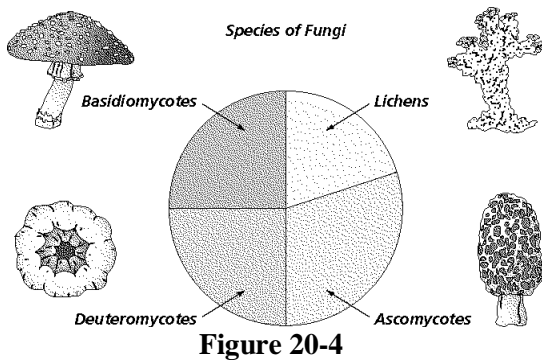 Species of Fungi
Basidiomycotes
Lichens
Deuteromycotes
Ascomycotes
Figure 20-4